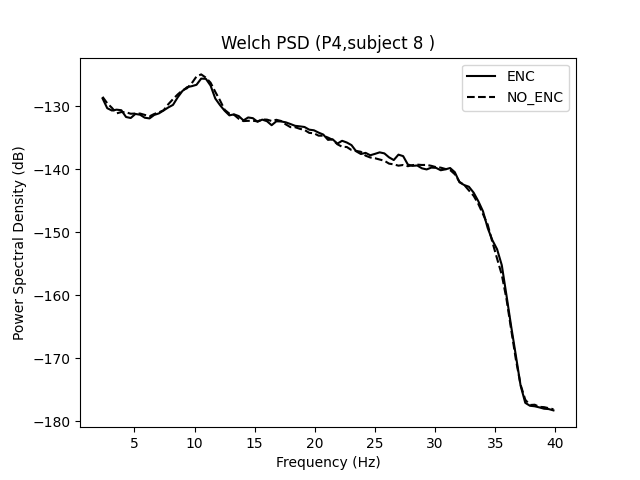 Welch PSD (P4,subject 8 )
ENC
NO_ENC
Power Spectral Density (dB)
−130
−140
−150
−160
−170
−180
5
10
15
20
25
30
35
40
Frequency (Hz)